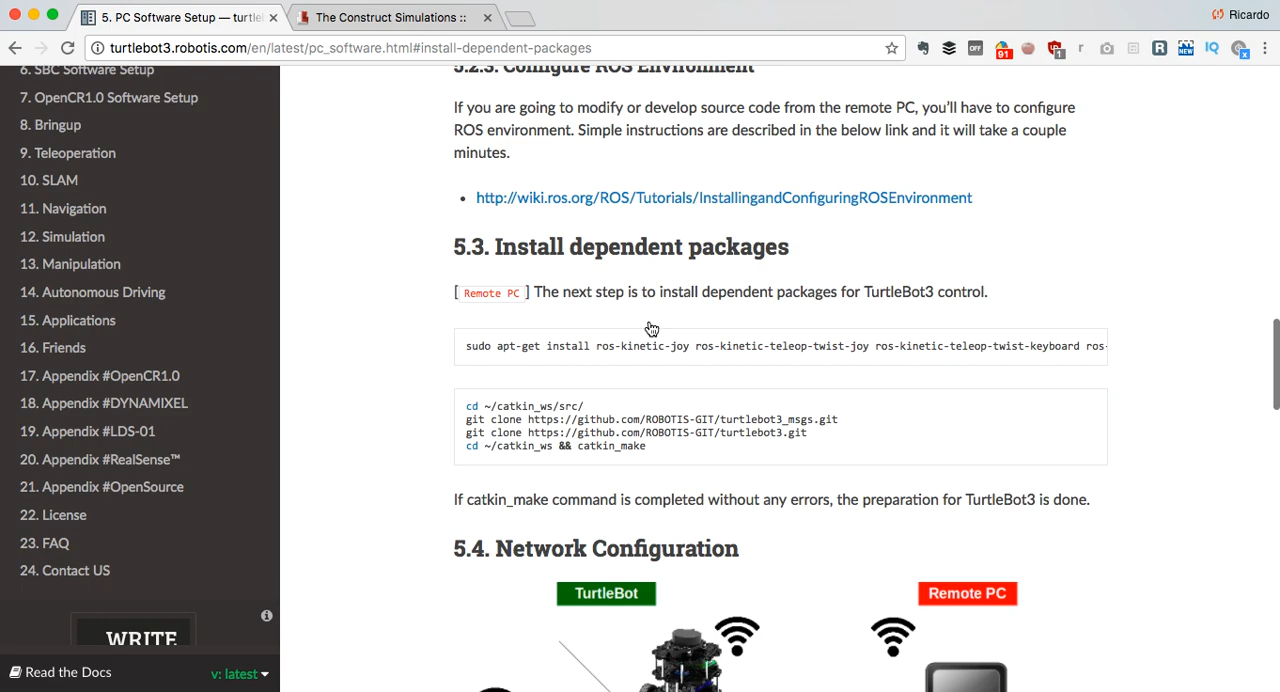 5. PC Software Setup — turtle
The Construct Simulations ::
Ricardo
turtlebot3.robotis.com/en/latest/pc_software.html#install-dependent-packages
OFF
91
1
r
R
NEW
IQ
x
6. SBC Software Setup
7. OpenCR1.0 Software Setup
8. Bringup
9. Teleoperation
10. SLAM
11. Navigation
12. Simulation
13. Manipulation
14. Autonomous Driving
15. Applications
16. Friends
17. Appendix #OpenCR1.0
18. Appendix #DYNAMIXEL
19. Appendix #LDS-01
20. Appendix #RealSense™
21. Appendix #OpenSource
22. License
23. FAQ
24. Contact US
WRITE
Read the Docs
v: latest
5.2.3. Configure ROS Environment
If you are going to modify or develop source code from the remote PC, you'll have to configure
ROS environment. Simple instructions are described in the below link and it will take a couple
minutes.
http://wiki.ros.org/ROS/Tutorials/InstallingandConfiguringROSEnvironment
5.3. Install dependent packages
[ Remote PC ] The next step is to install dependent packages for TurtleBot3 control.
sudo apt-get install ros-kinetic-joy ros-kinetic-teleop-twist-joy ros-kinetic-teleop-twist-keyboard ros-
cd ~/catkin_ws/src/
git clone https://github.com/ROBOTIS-GIT/turtlebot3_msgs.git
git clone https://github.com/ROBOTIS-GIT/turtlebot3.git
cd ~/catkin_ws && catkin_make
If catkin_make command is completed without any errors, the preparation for TurtleBot3 is done.
5.4. Network Configuration
TurtleBot
Remote PC